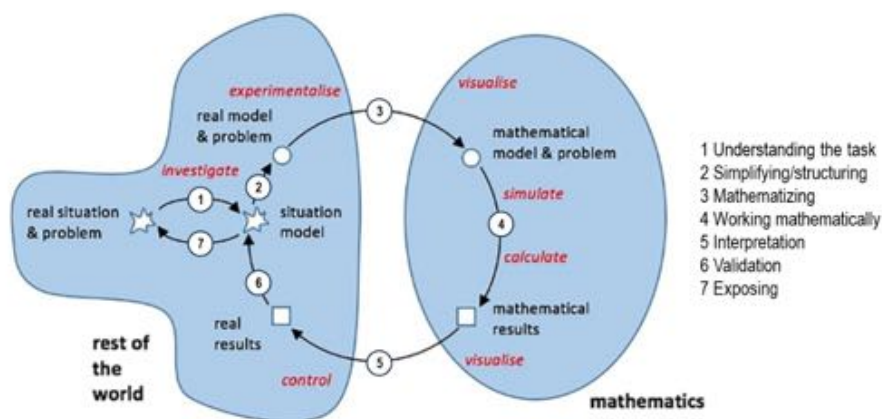 experimentalise
real model
& problem
investigate
real situation
& problem
situation
model
real
results
control
rest of
the
world
1
2
3
4
5
6
7
visualise
mathematical
model & problem
simulate
calculate
mathematical
results
visualise
mathematics
1 Understanding the task
2 Simplifying/structuring
3 Mathematizing
4 Working mathematically
5 Interpretation
6 Validation
7 Exposing